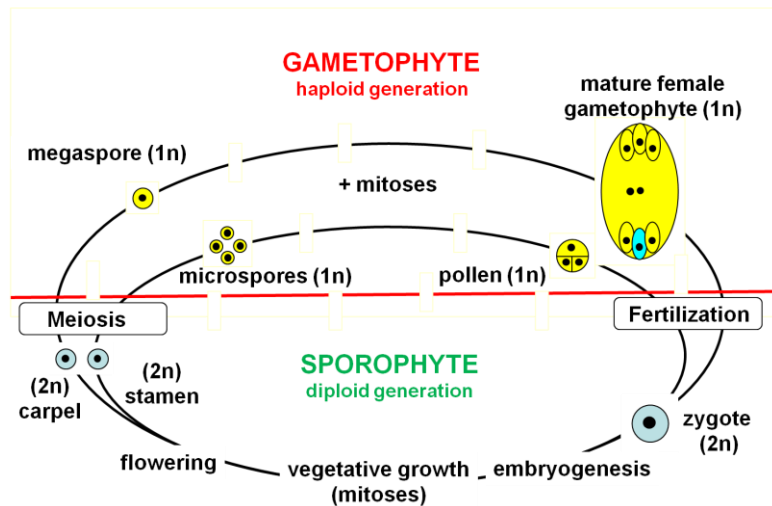 GAMETOPHYTE
haploid generation
mature female
gametophyte (1n)
megaspore (1n)
+ mitoses
microspores (1n)
pollen (1n)
Meiosis
Fertilization
SPOROPHYTE
diploid generation
(2n)
carpel
(2n)
stamen
zygote
(2n)
flowering
vegetative growth
(mitoses)
embryogenesis